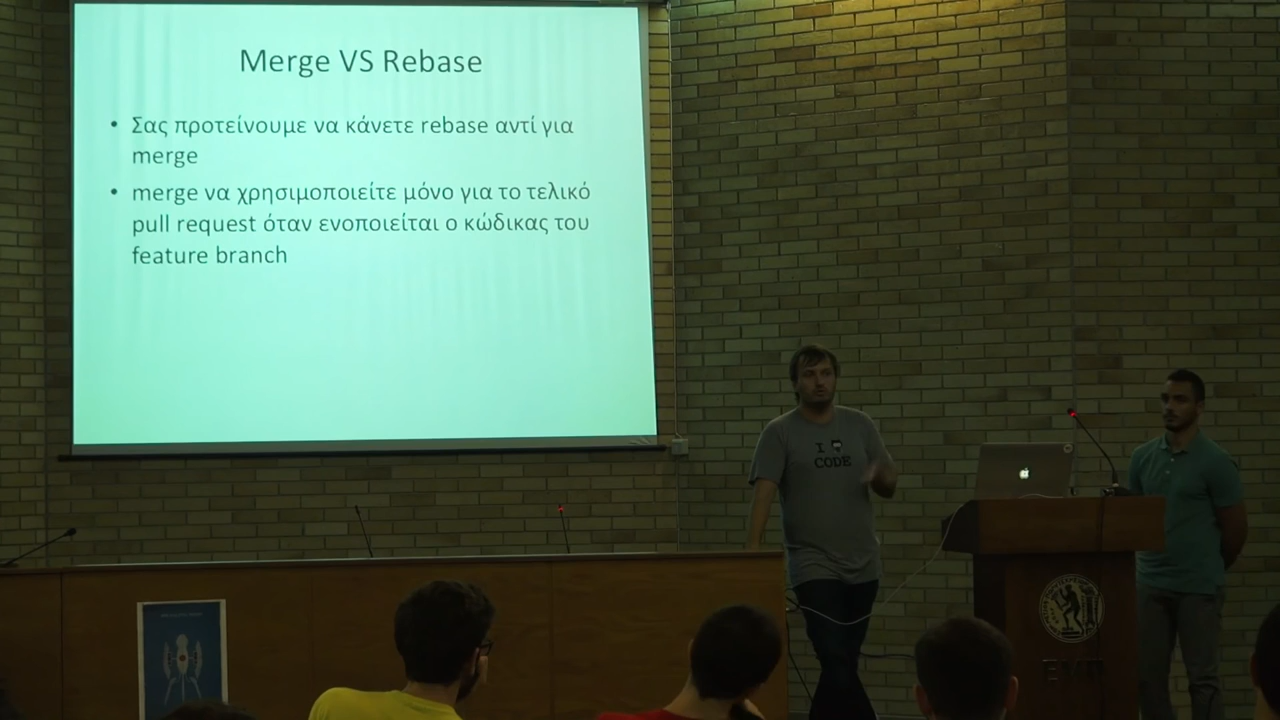 Merge VS Rebase
• Σας προτείνουμε να κάνετε rebase αντί για
merge
• merge να χρησιμοποιείτε μόνο για το τελικό
pull request όταν ενοποιείται ο κώδικας του
feature branch
I
CODE
ΕΜΠ